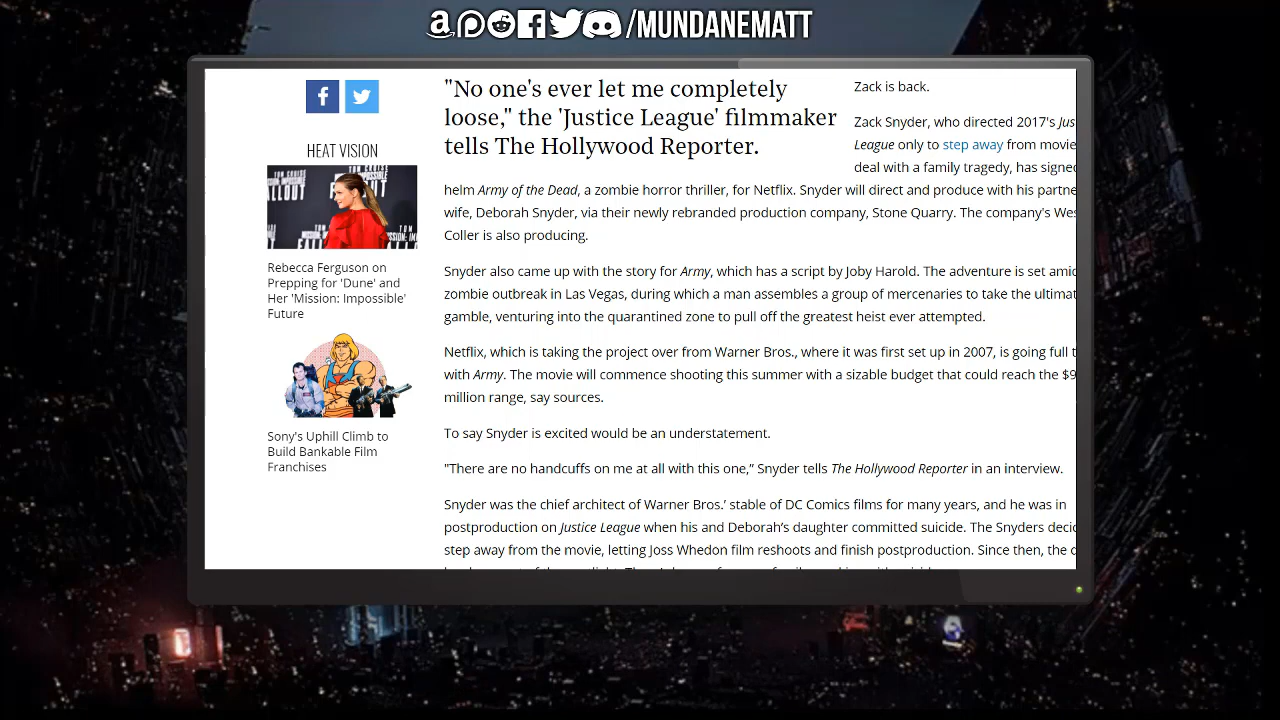 /MUNDANEMATT
"No one's ever let me completely
loose," the 'Justice League' filmmaker
tells The Hollywood Reporter.
Zack is back.
Zack Snyder, who directed 2017's
League only to step away from movie
deal with a family tragedy, has signed
helm Army of the Dead, a zombie horror thriller, for Netflix. Snyder will direct and produce with his
wife, Deborah Snyder, via their newly rebranded production company, Stone Quarry. The company's
Coller is also producing.
Snyder also came up with the story for Army, which has a script by Joby Harold. The adventure is set
zombie outbreak in Las Vegas, during which a man assembles a group of mercenaries to take the
gamble, venturing into the quarantined zone to pull off the greatest heist ever attempted.
Netflix, which is taking the project over from Warner Bros., where it was first set up in 2007, is going full
with Army. The movie will commence shooting this summer with a sizable budget that could reach the
million range, say sources.
To say Snyder is excited would be an understatement.
"There are no handcuffs on me at all with this one," Snyder tells The Hollywood Reporter in an interview.
Snyder was the chief architect of Warner Bros.' stable of DC Comics films for many years, and he was in
postproduction on Justice League when his and Deborah's daughter committed suicide. The Snyders
step away from the movie, letting Joss Whedon film reshoots and finish postproduction. Since then, the
HEAT VISION
Rebecca Ferguson on
Prepping for 'Dune' and
Her 'Mission: Impossible'
Future
Sony's Uphill Climb to
Build Bankable Film
Franchises